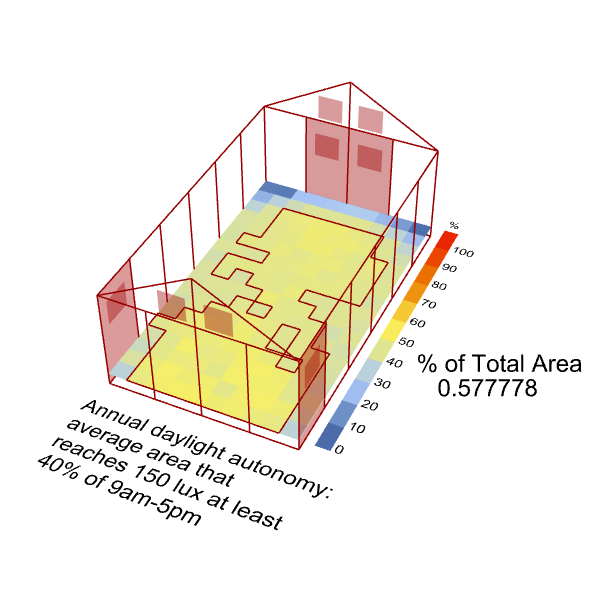 %
100
90
80
70
60
50
40
30
20
10
0
% of Total Area
0.577778
Annual daylight autonomy:
average area that
reaches 150 lux at least
40% of 9am-5pm